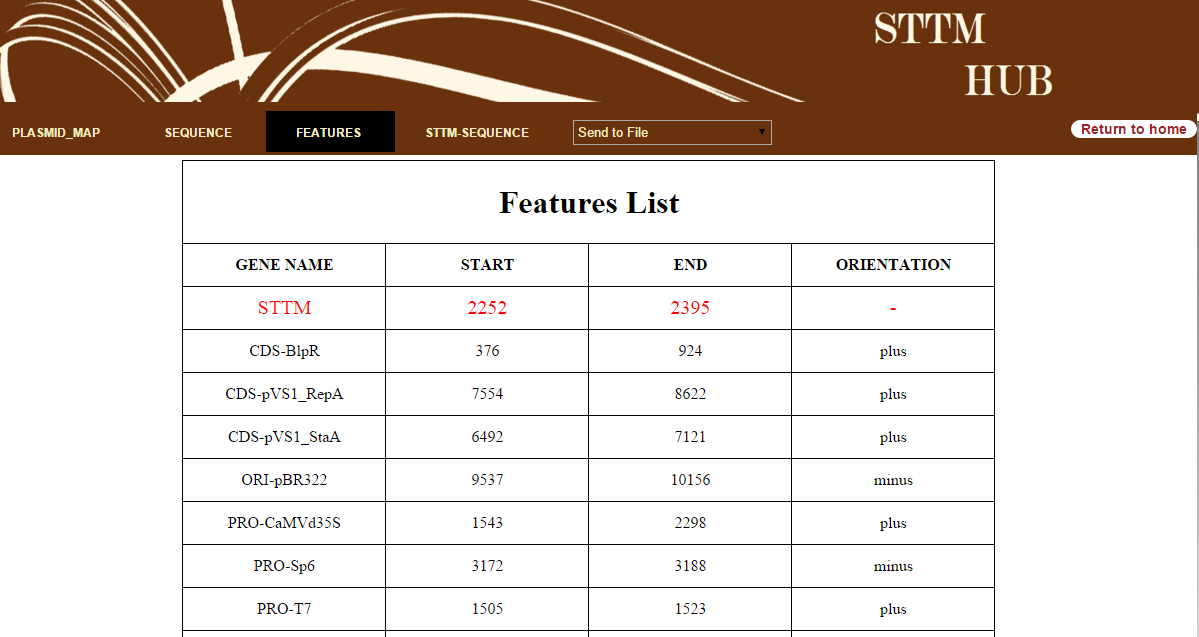 STTM
HUB
PLASMID_MAP SEQUENCE FEATURES STTM-SEQUENCE Send to File Return to home
Features List
GENE NAME START END ORIENTATION
STTM 2252 2395 -
CDS-BlpR 376 924 plus
CDS-pVS1_RepA 7554 8622 plus
CDS-pVS1_StaA 6492 7121 plus
ORI-pBR322 9537 10156 minus
PRO-CaMVd35S 1543 2298 plus
PRO-Sp6 3172 3188 minus
PRO-T7 1505 1523 plus